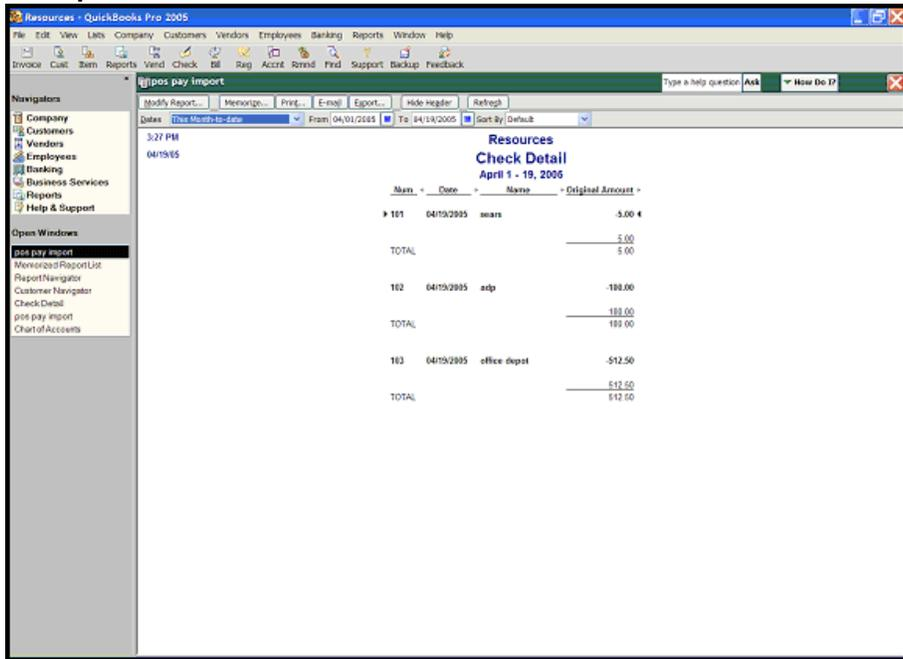 Resources - QuickBooks Pro 2005
File Edit View Lists Company Customers Vendors Employees Banking Reports Window Help
Invoice Cust Item Reports Vend Check Bill Reg Accnt Rmnd Find Support Backup Feedback
pos pay import
Type a help question Ask How Do I?
Navigators
Company
Customers
Vendors
Employees
Banking
Business Services
Reports
Help & Support
Open Windows
pos pay import
Memorized Report List
Report Navigator
Customer Navigator
Check Detail
pos pay import
Chart of Accounts
Modify Report... Memorize... Print... E-mail Export... Hide Header Refresh
Dates This Month-to-date From 04/01/2005 To 04/19/2005 Sort By Default
3:27 PM
04/19/05
Resources
Check Detail
April 1 - 19, 2005
Num Date Name Original Amount
101 04/19/2005 sears -5.00
5.00
TOTAL 5.00
102 04/19/2005 adp -100.00
100.00
TOTAL 100.00
103 04/19/2005 office depot -512.50
512.50
TOTAL 512.50